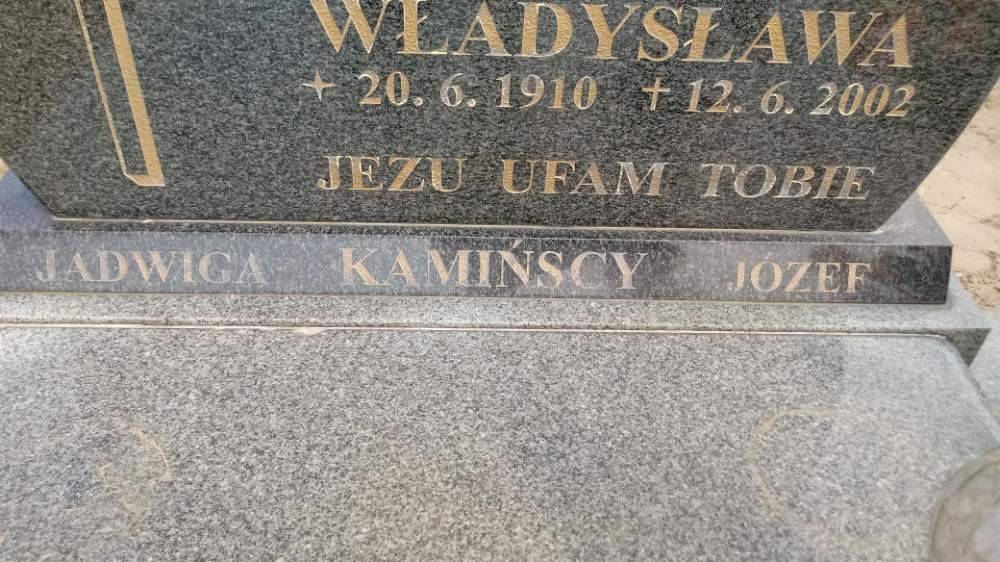 WŁADYSŁAWA
20. 6. 1910 † 12. 6. 2002
JEZU UFAM TOBIE
JADWIGA KAMIŃSCY JÓZEF